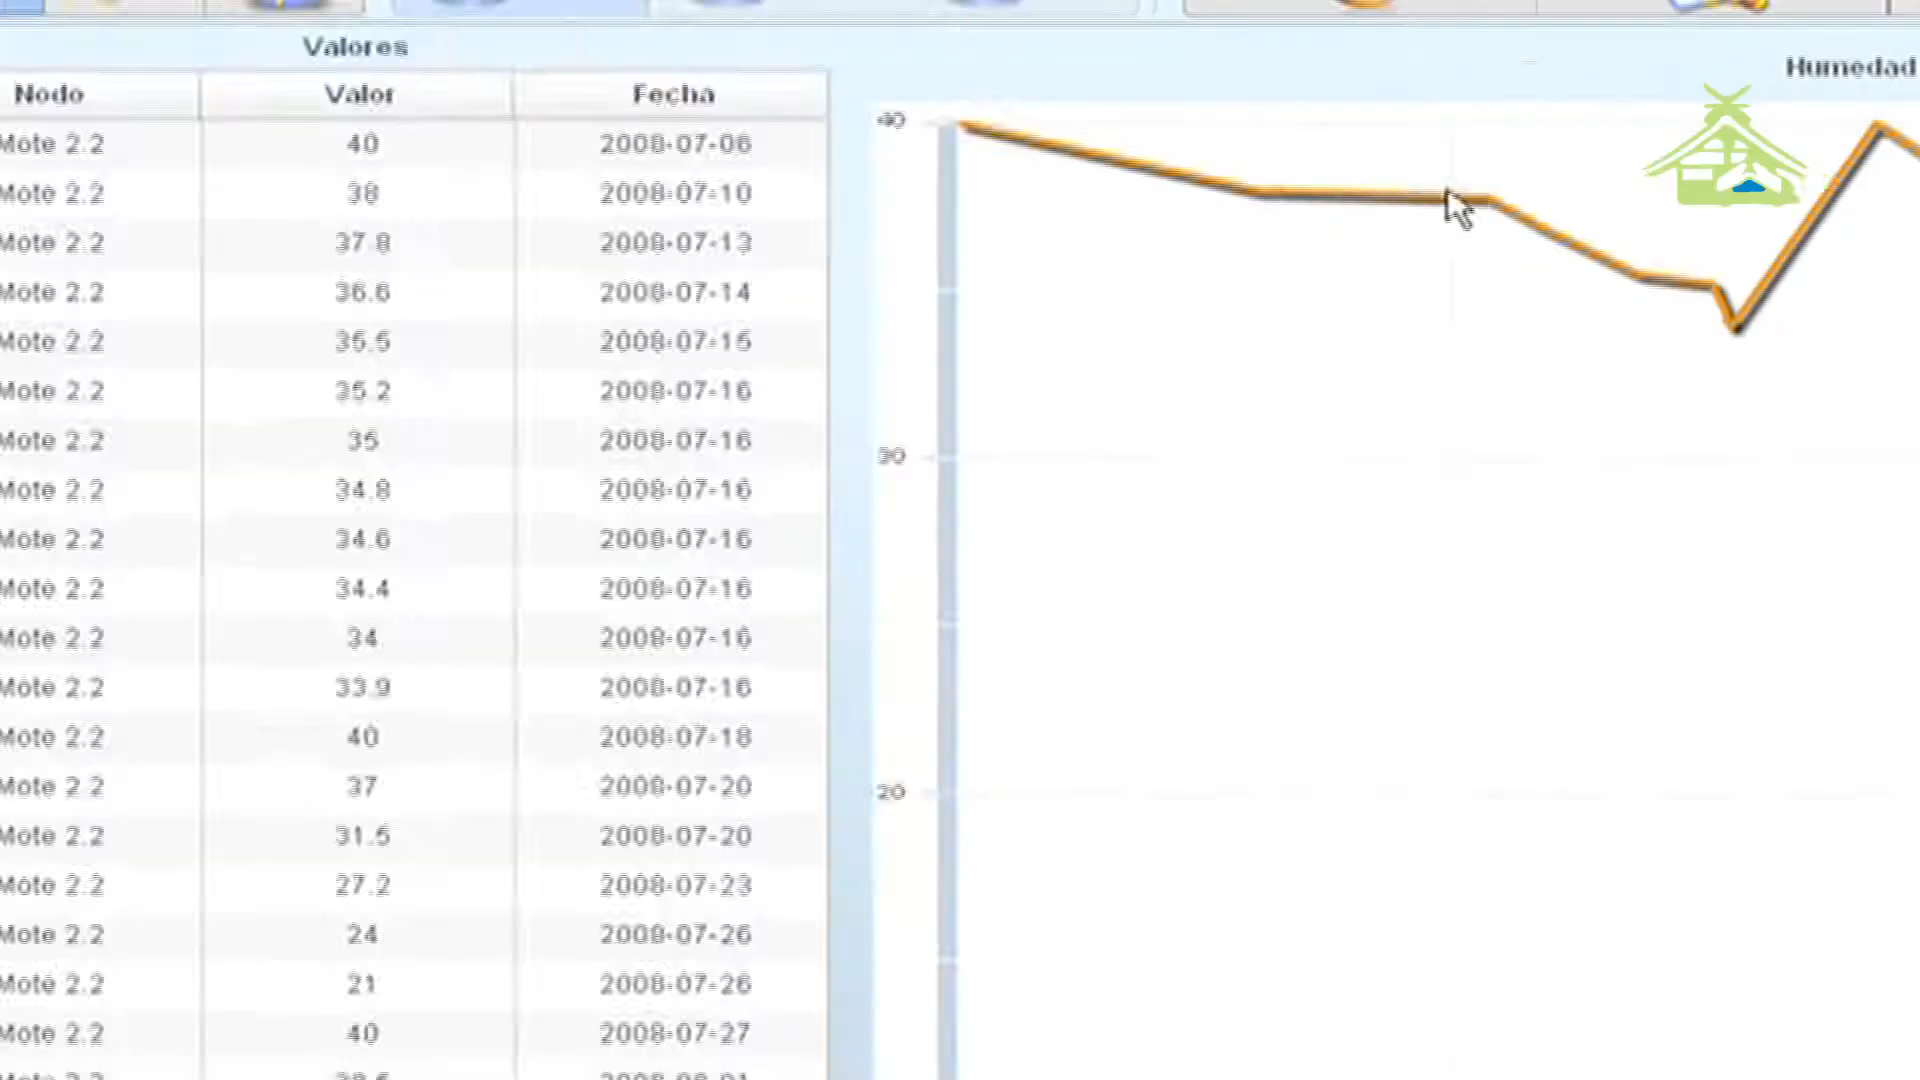 Valores
Nodo Valor Fecha
Mote 2.2 40 2008-07-06
Mote 2.2 38 2008-07-10
Mote 2.2 37.8 2008-07-13
Mote 2.2 36.6 2008-07-14
Mote 2.2 35.5 2008-07-15
Mote 2.2 35.2 2008-07-16
Mote 2.2 35 2008-07-16
Mote 2.2 34.8 2008-07-16
Mote 2.2 34.6 2008-07-16
Mote 2.2 34.4 2008-07-16
Mote 2.2 34 2008-07-16
Mote 2.2 33.9 2008-07-16
Mote 2.2 40 2008-07-18
Mote 2.2 37 2008-07-20
Mote 2.2 31.5 2008-07-20
Mote 2.2 27.2 2008-07-23
Mote 2.2 24 2008-07-26
Mote 2.2 21 2008-07-26
Mote 2.2 40 2008-07-27
Humedad
40
30
20